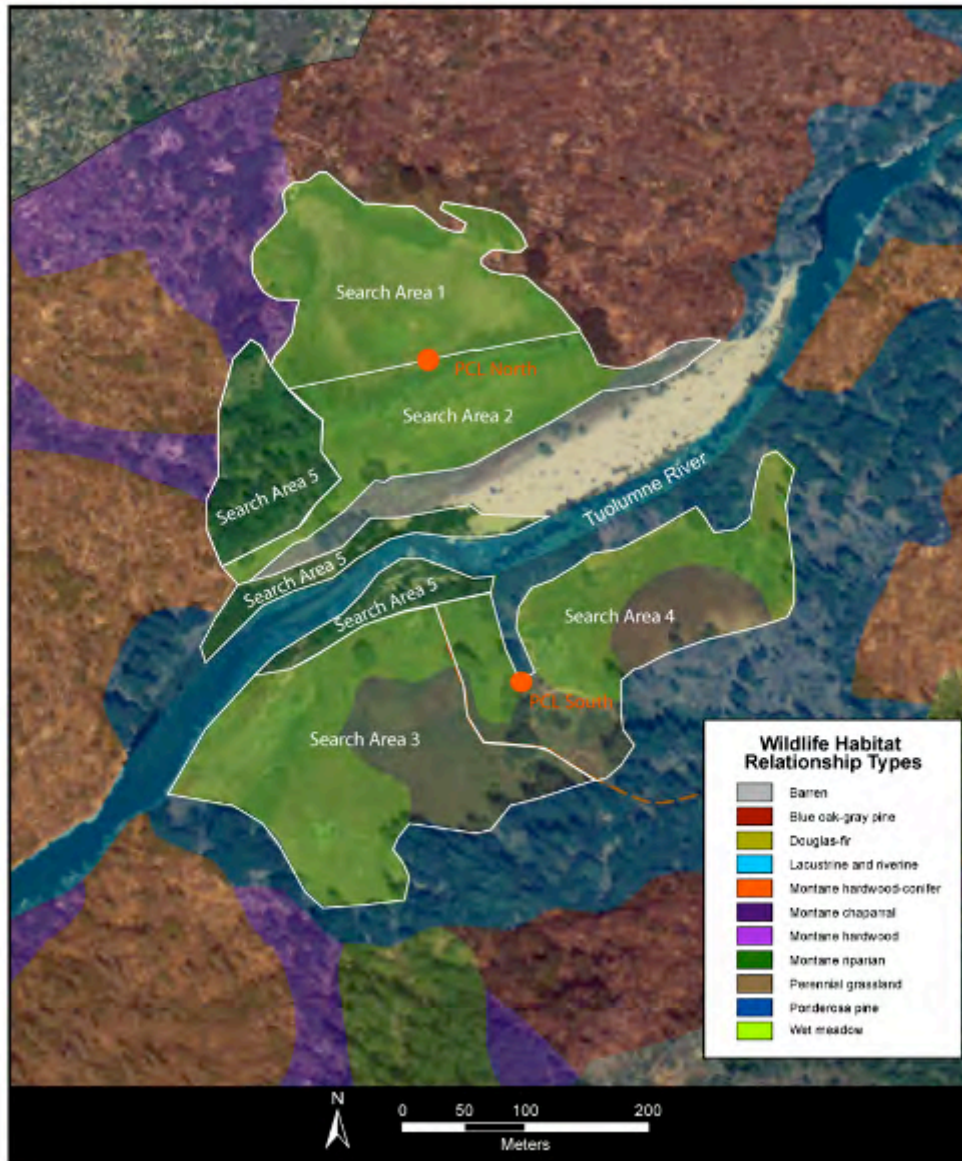 Search Area 1
PCL North
Search Area 2
Search Area 5
Tuolumne River
Search Area 5
Search Area 5
Search Area 4
PCL South
Search Area 3
Wildlife Habitat
Relationship Types
Barren
Blue oak-gray pine
Douglas-fir
Lacustrine and riverine
Montane hardwood-conifer
Montane chaparral
Montane hardwood
Montane riparian
Perennial grassland
Ponderosa pine
Wet meadow
N
0 50 100 200
Meters